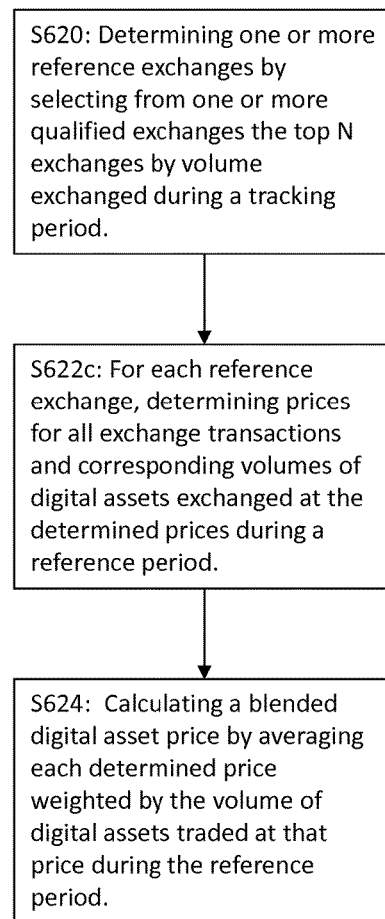 S620: Determining one or more
reference exchanges by
selecting from one or more
qualified exchanges the top N
exchanges by volume
exchanged during a tracking
period.
S622c: For each reference
exchange, determining prices
for all exchange transactions
and corresponding volumes of
digital assets exchanged at the
determined prices during a
reference period.
S624:  Calculating a blended
digital asset price by averaging
each determined price
weighted by the volume of
digital assets traded at that
price during the reference
period.